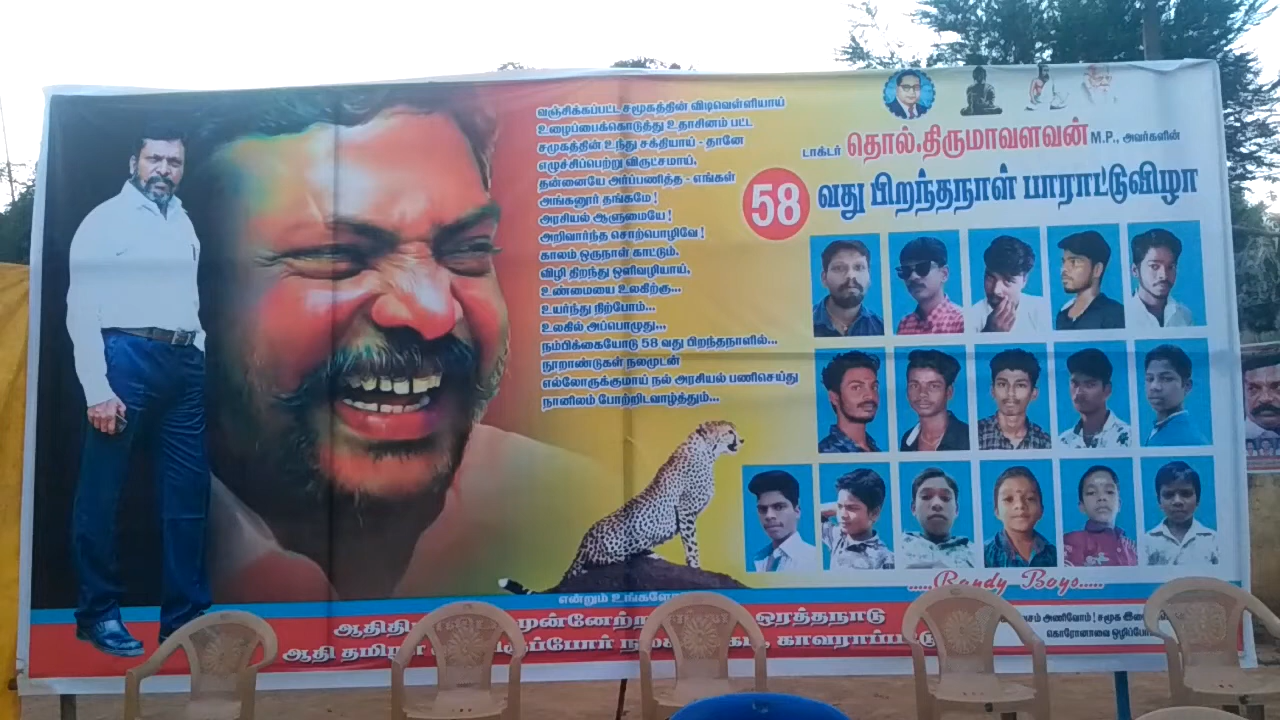 வஞ்சிக்கப்பட்ட சமூகத்தின் விடிவெள்ளியாய்
உழைப்பைக்கொடுத்து உதாசினம் பட்ட
சமூகத்தின் உந்து சக்தியாய் - தானே
எழுச்சிப்பெற்று விருட்சமாய்,
தன்னையே அர்ப்பணித்த - எங்கள்
அங்கனூர் தங்கமே !
அரசியல் ஆளுமையே !
அறிவார்ந்த சொற்பொழிவே !
காலம் ஒருநாள் காட்டும்.
விழி திறந்து ஒளிவழியாய்,
உண்மையை உலகிற்கு...
உயர்ந்து நிற்போம்...
உலகில் அப்பொழுது...
நம்பிக்கையோடு 58 வது பிறந்தநாளில்...
நூறாண்டுகள் நலமுடன்
எல்லோருக்குமாய் நல் அரசியல் பணிசெய்து
நானிலம் போற்றிடவாழ்த்தும்...
டாக்டர் தொல்.திருமாவளவன் M.P., அவர்களின்
58 வது பிறந்தநாள் பாராட்டுவிழா
.....Bandy Boys.....
என்றும்
ஒரத்தநாடு
ஆதி